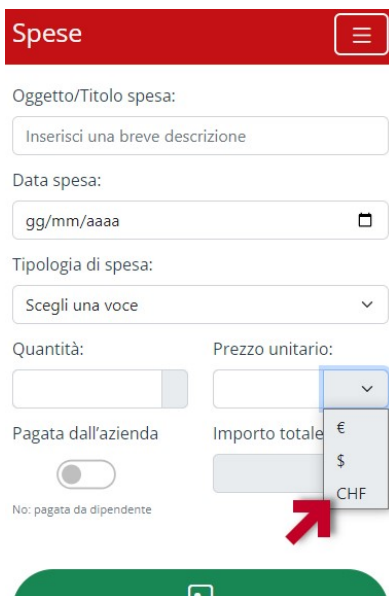 Spese
Oggetto/Titolo spesa:
Inserisci una breve descrizione
Data spesa:
gg/mm/aaaa
Tipologia di spesa:
Scegli una voce
Quantità: Prezzo unitario:
Pagata dall'azienda Importo totale
€
$
CHF
No: pagata da dipendente